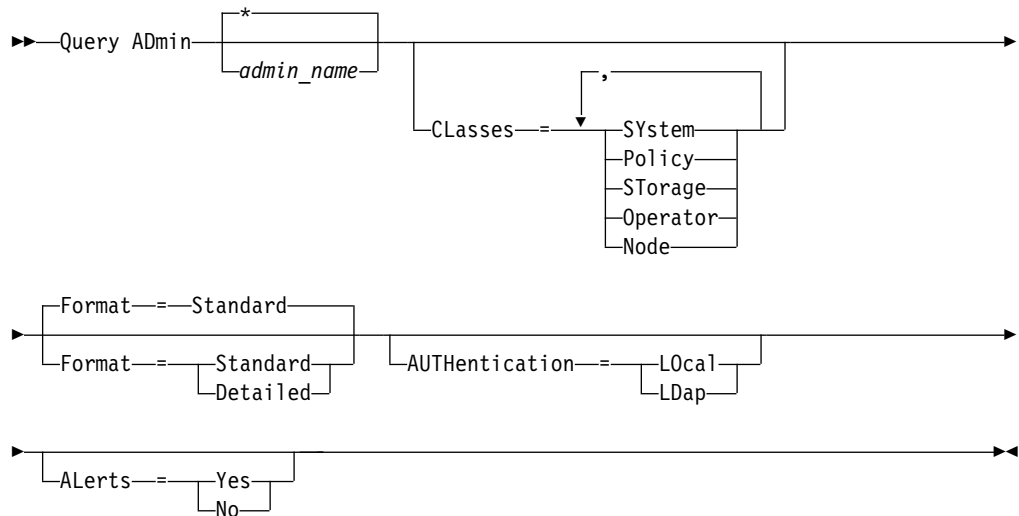 *
Query ADmin
admin_name
,
CLasses = SYstem
Policy
STorage
Operator
Node
Format = Standard
Format = Standard
Detailed
AUTHentication = LOcal
LDap
ALerts = Yes
No